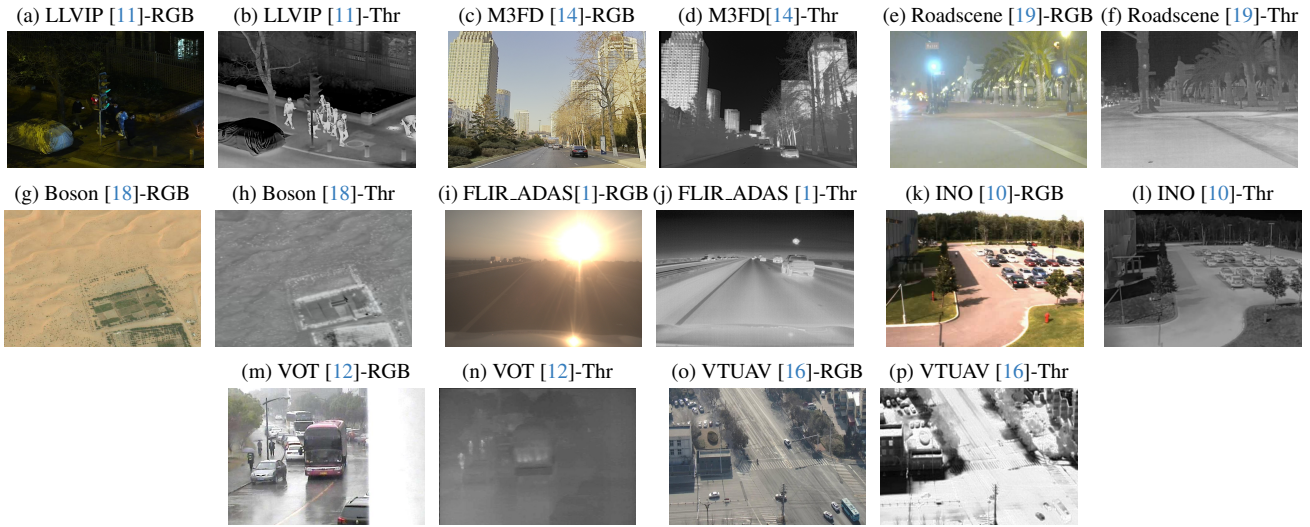 (a) LLVIP [11]-RGB (b) LLVIP [11]-Thr (c) M3FD [14]-RGB (d) M3FD[14]-Thr (e) Roadscene [19]-RGB (f) Roadscene [19]-Thr
(g) Boson [18]-RGB (h) Boson [18]-Thr (i) FLIR_ADAS[1]-RGB (j) FLIR_ADAS [1]-Thr (k) INO [10]-RGB (l) INO [10]-Thr
(m) VOT [12]-RGB (n) VOT [12]-Thr (o) VTUAV [16]-RGB (p) VTUAV [16]-Thr